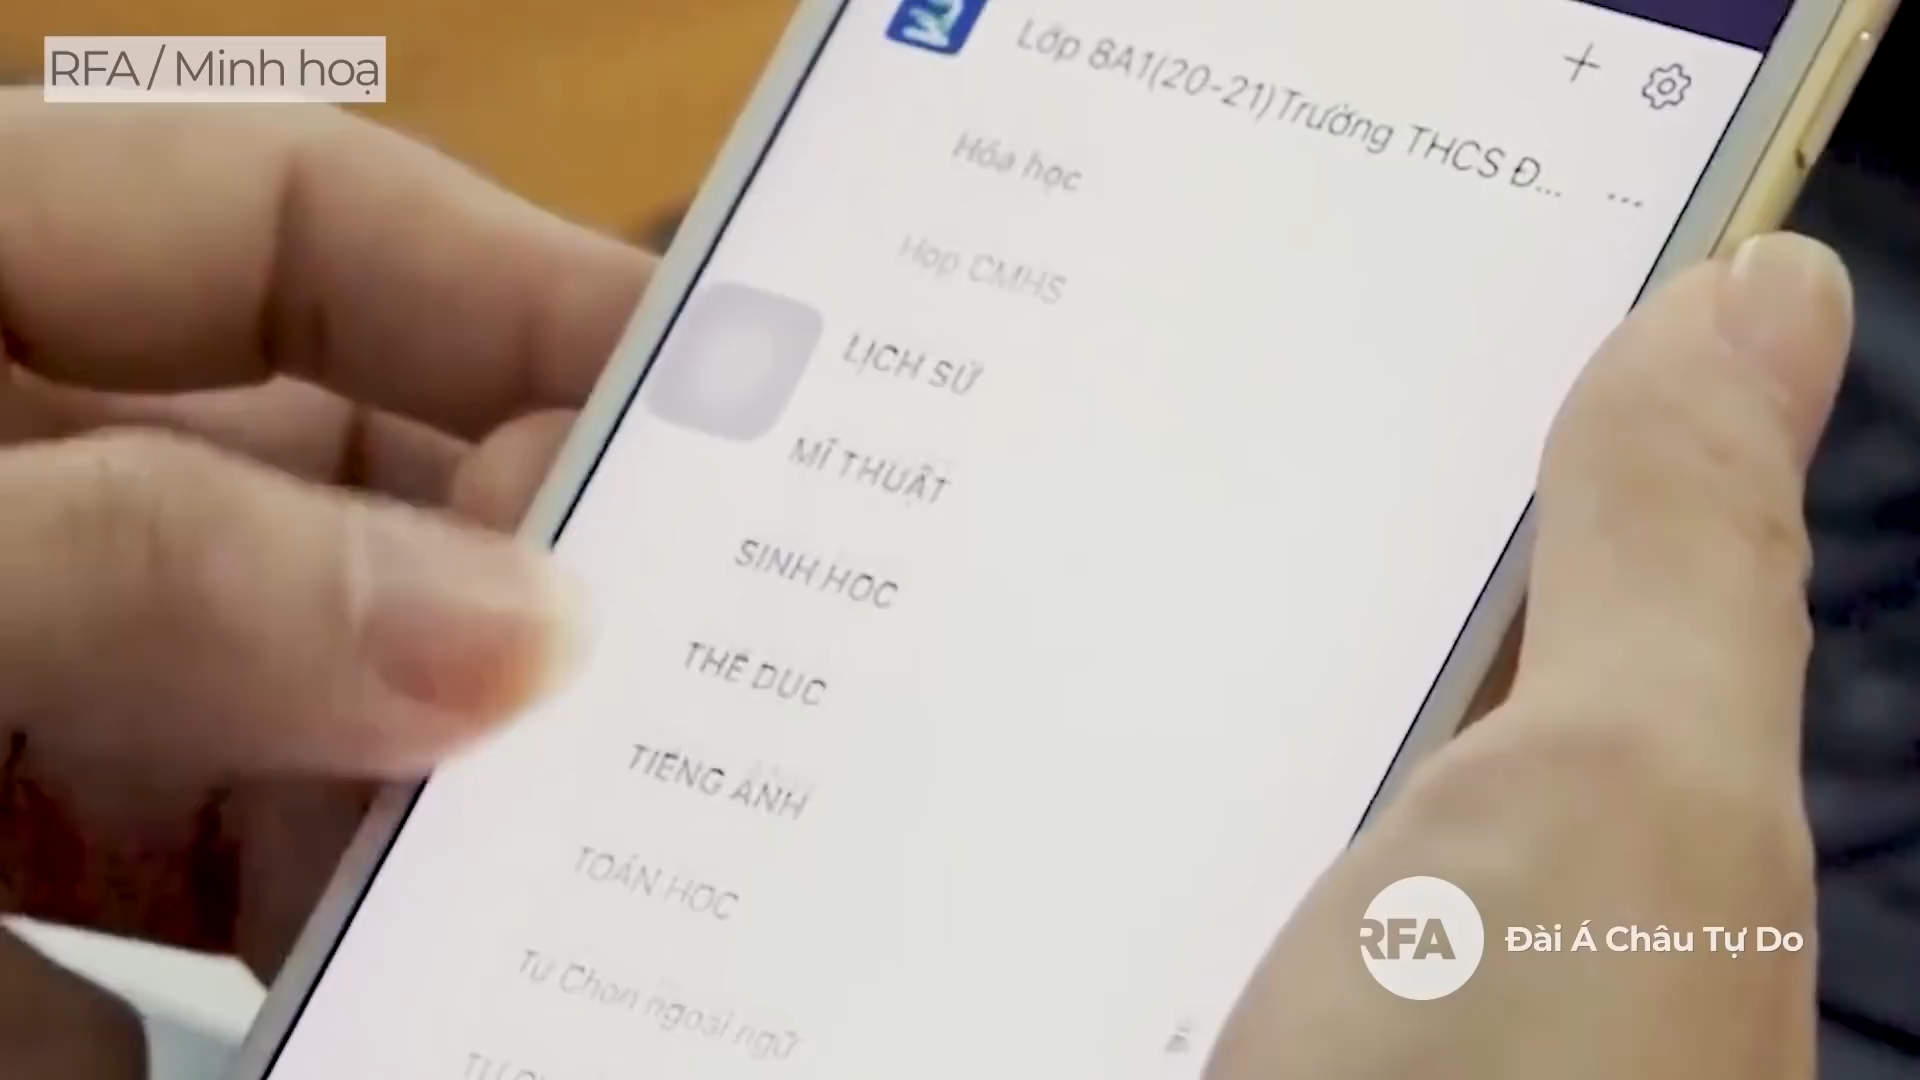 RFA / Minh hoạ
Lớp 8A1(20-21)Trường THCS Đ...
Hóa học
Họp CMHS
LỊCH SỬ
MĨ THUẬT
SINH HỌC
THỂ DỤC
TIẾNG ANH
TOÁN HỌC
Tự Chọn ngoại ngữ
RFA Đài Á Châu Tự Do